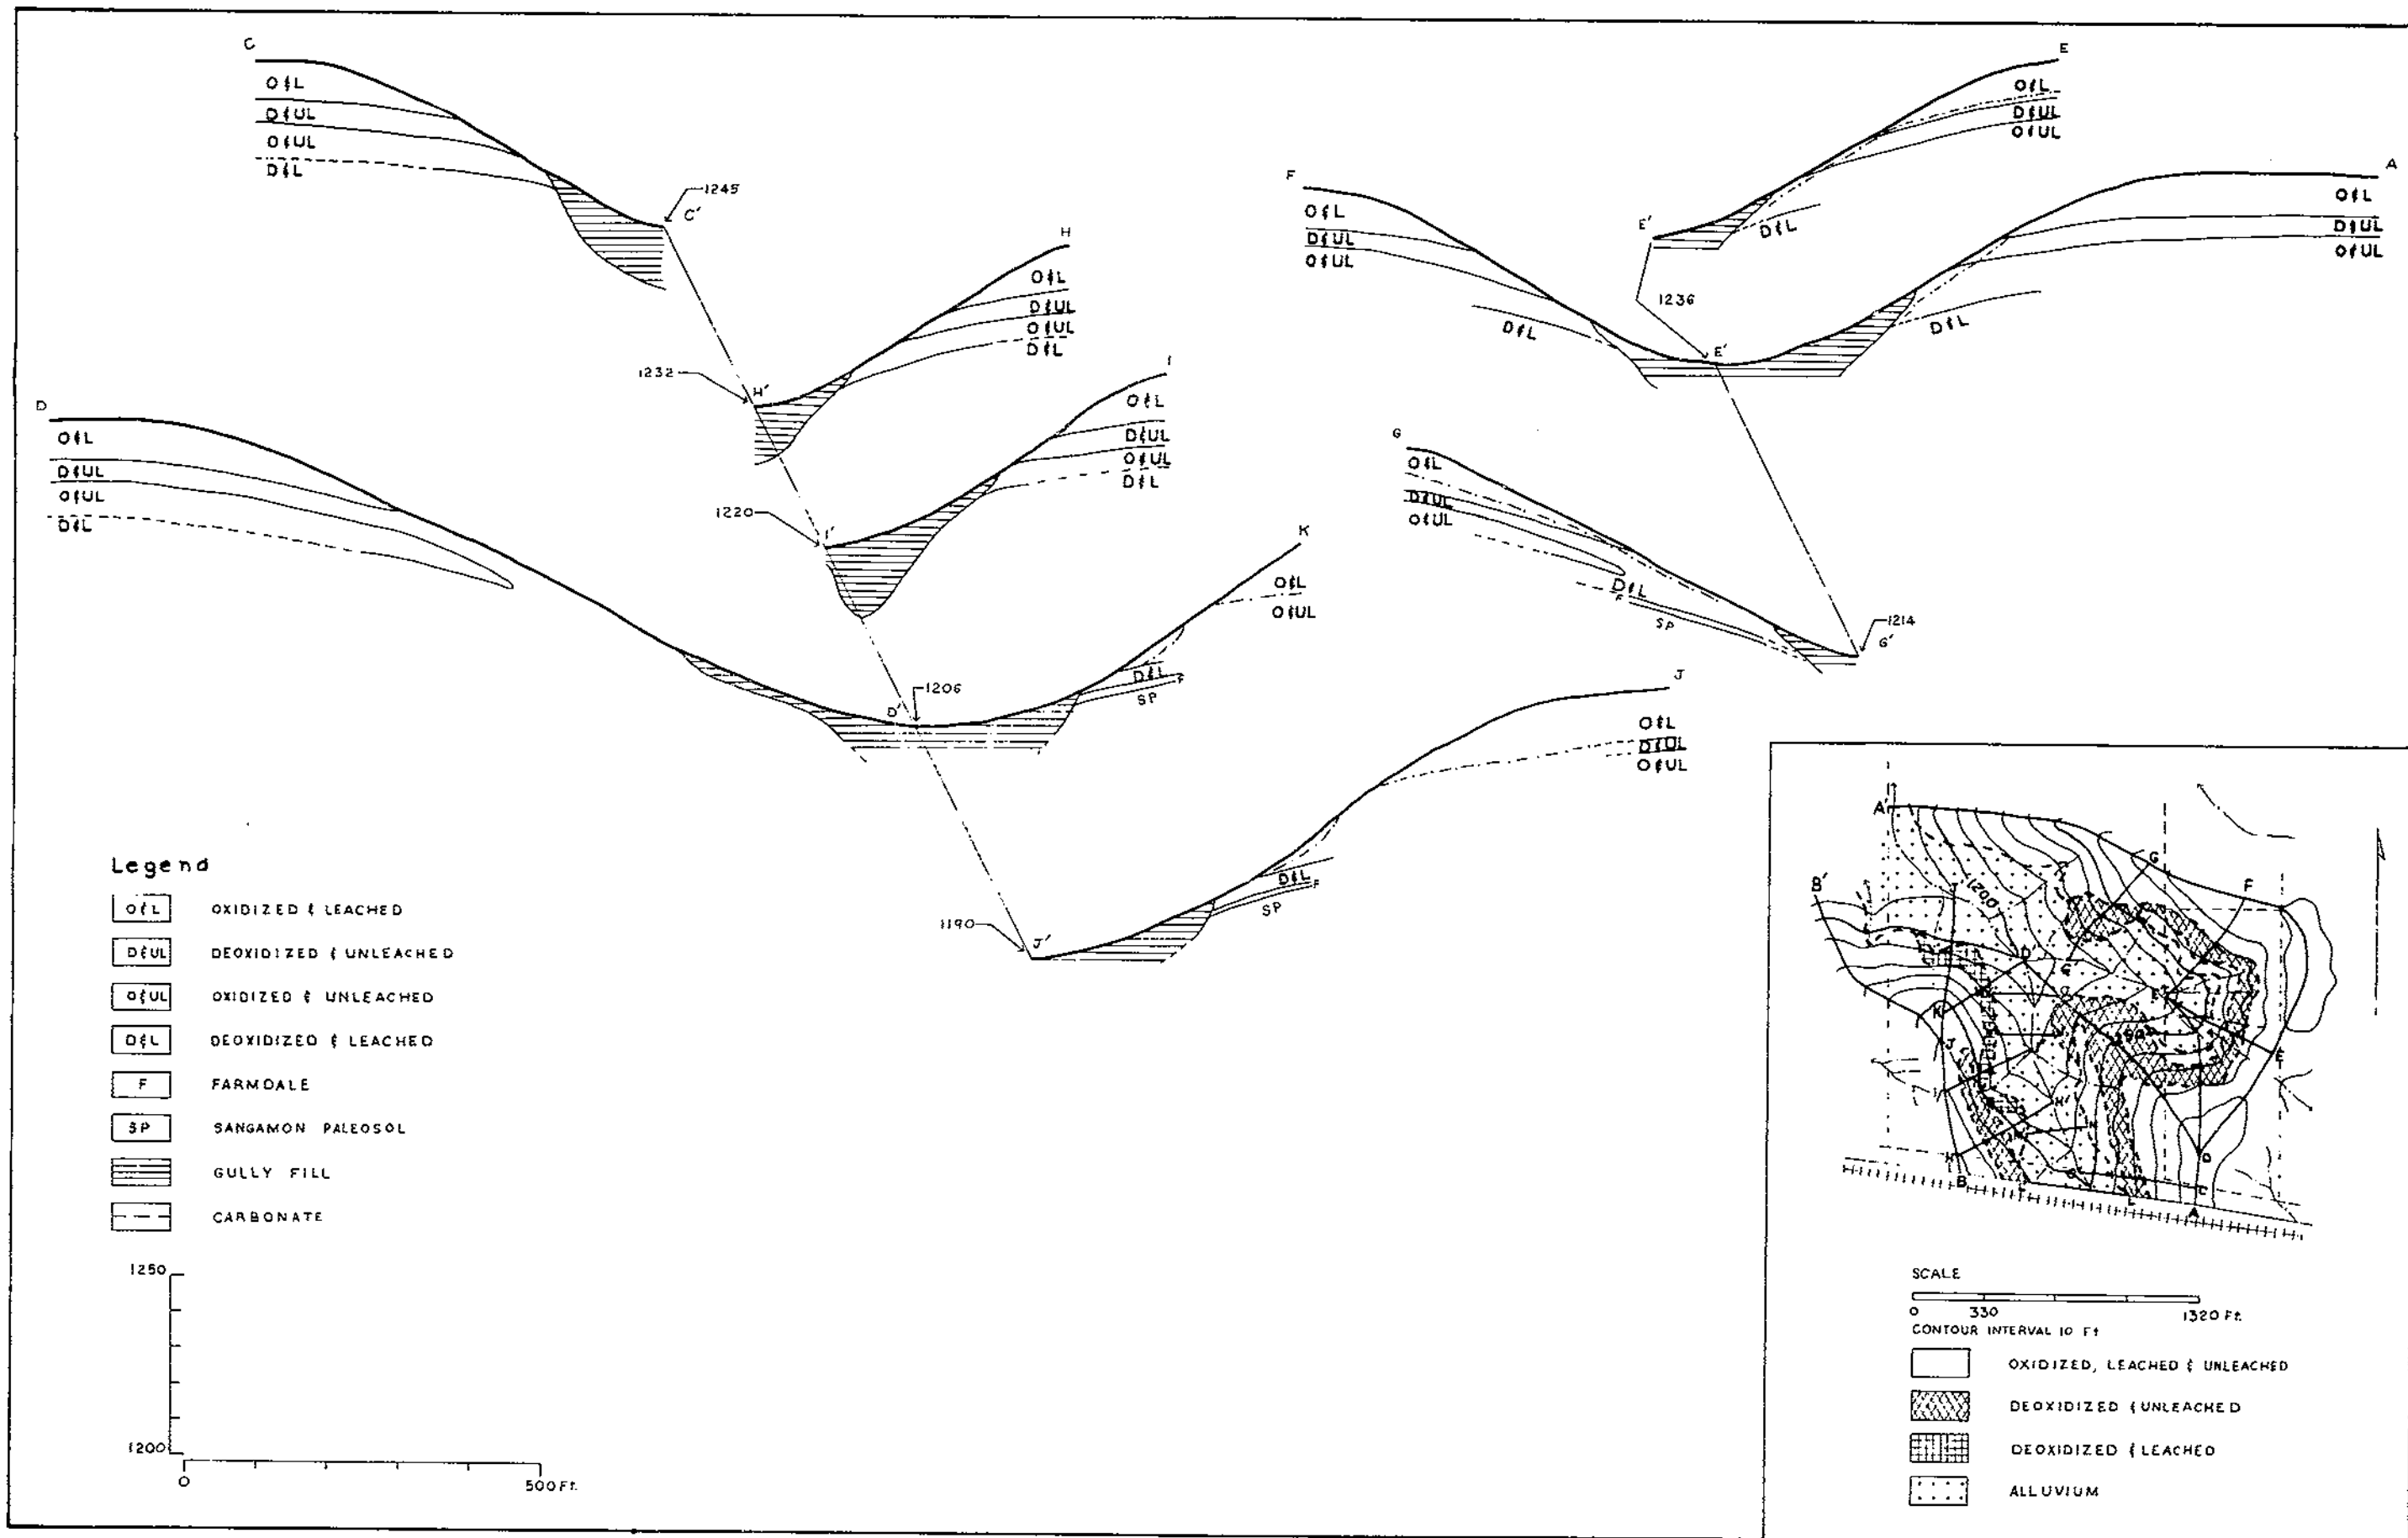 C
O&L
D&UL
O&UL
D&L
1245
C'
H
O&L
D&UL
O&UL
D&L
1232
H'
I
O&L
D&UL
O&UL
D&L
1220
I'
D
O&L
D&UL
O&UL
D&L
K
O&L
O&UL
D&L
F
SP
1206
D'
J
O&L
D&UL
O&UL
D&L
F
SP
1190
J'
E
O&L
D&UL
O&UL
E'
D&L
1236
F
O&L
D&UL
O&UL
D&L
A
O&L
D&UL
O&UL
D&L
E'
G
O&L
D&UL
O&UL
D&L
F
SP
1214
G'
Legend
O&L OXIDIZED & LEACHED
D&UL DEOXIDIZED & UNLEACHED
O&UL OXIDIZED & UNLEACHED
D&L DEOXIDIZED & LEACHED
F FARMDALE
SP SANGAMON PALEOSOL
GULLY FILL
CARBONATE
1250
1200
0 500 Ft.
A'
B'
G
F
1200
D'
G'
E'
K
J
E
I
H'
H
B
D
C
L
A
SCALE
0 330 1320 Ft.
CONTOUR INTERVAL 10 Ft
OXIDIZED, LEACHED & UNLEACHED
DEOXIDIZED & UNLEACHED
DEOXIDIZED & LEACHED
ALLUVIUM